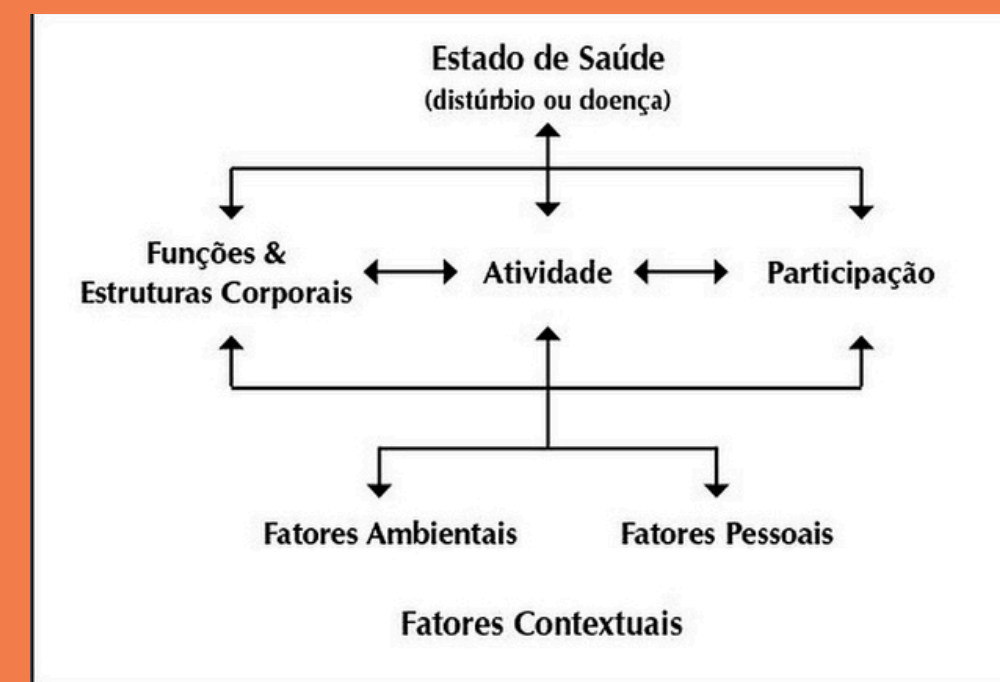 Estado de Saúde
(distúrbio ou doença)
Funções &
Estruturas Corporais
Atividade
Participação
Fatores Ambientais
Fatores Pessoais
Fatores Contextuais